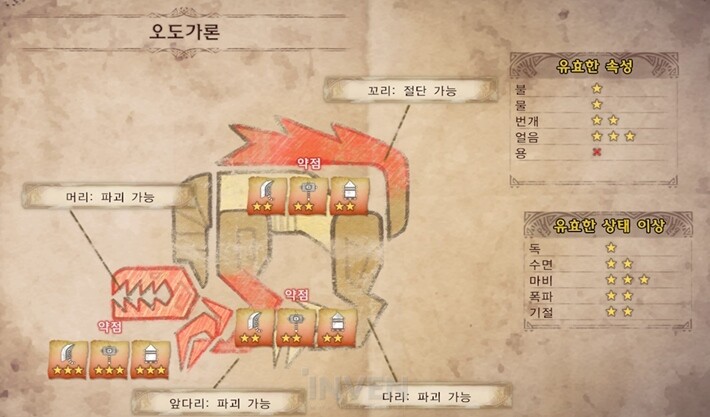 오도가론
꼬리: 절단 가능
유효한 속성
불
물
번개
얼음
용
약점
머리: 파괴 가능
유효한 상태 이상
독
수면
마비
폭파
기절
약점
약점
앞다리: 파괴 가능
다리: 파괴 가능
INVEN